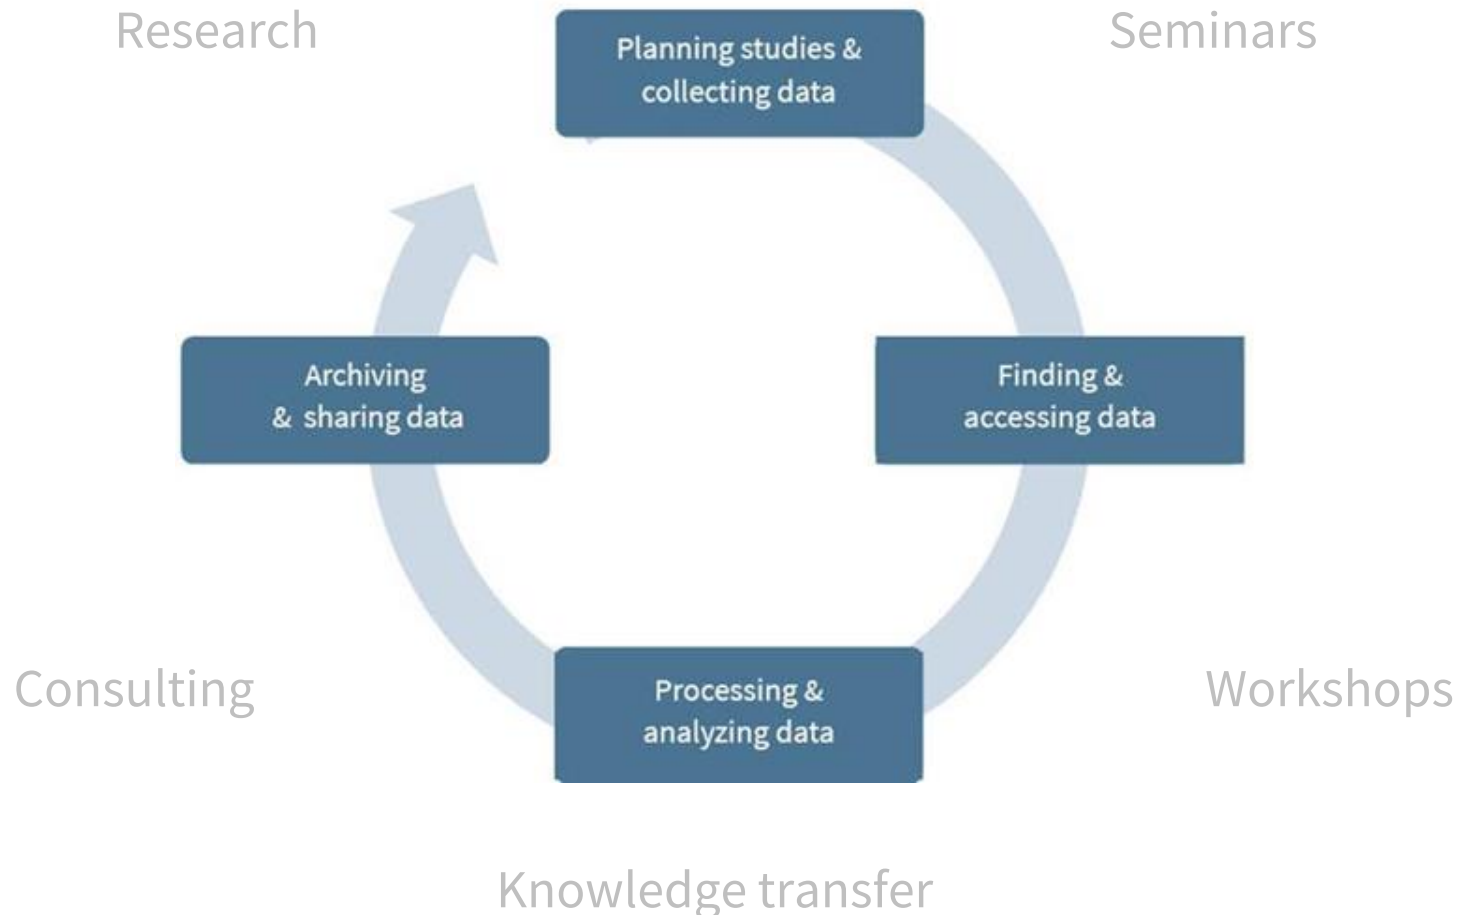 Research
Seminars
Planning studies &
collecting data
Archiving
& sharing data
Finding &
accessing data
Consulting
Workshops
Processing &
analyzing data
Knowledge transfer